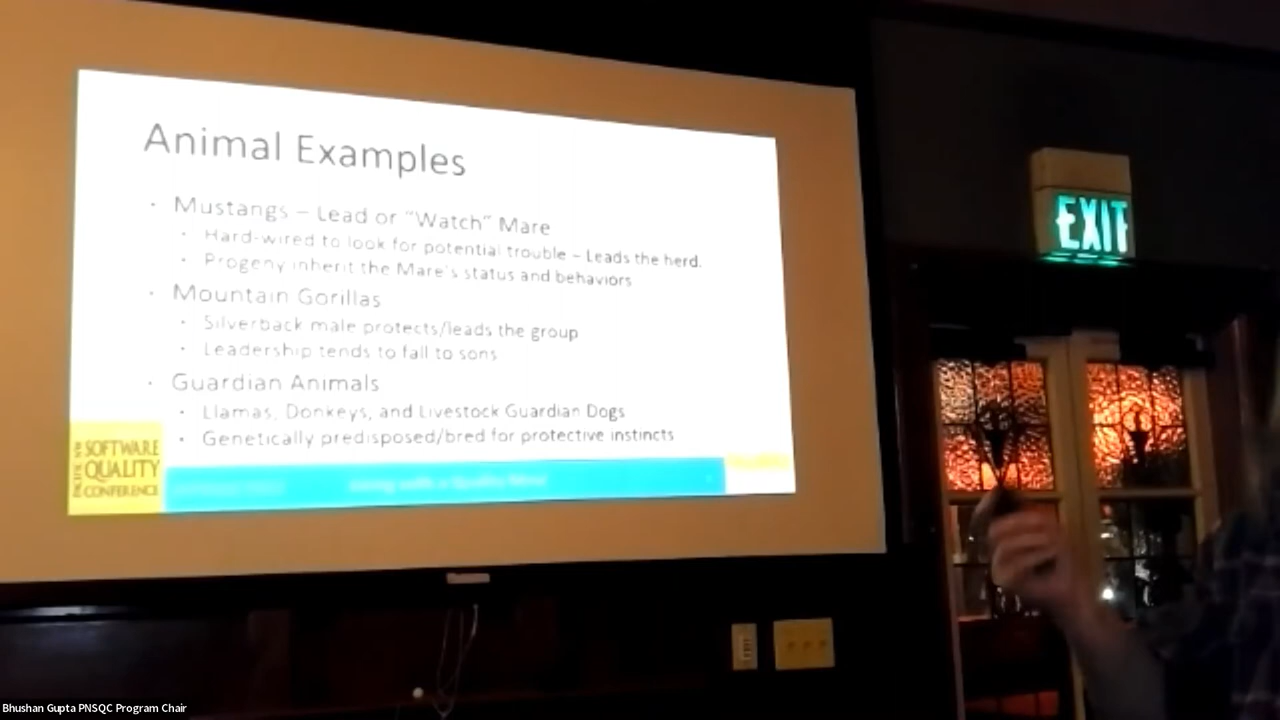 Animal Examples
Mustangs – Lead or "Watch" Mare
Hard-wired to look for potential trouble – Leads the herd.
Progeny inherit the Mare's status and behaviors
Mountain Gorillas
Silverback male protects/leads the group
Leadership tends to fall to sons
Guardian Animals
Llamas, Donkeys, and Livestock Guardian Dogs
Genetically predisposed/bred for protective instincts
SOFTWARE
QUALITY
CONFERENCE
EXIT
Bhushan Gupta PNSQC Program Chair